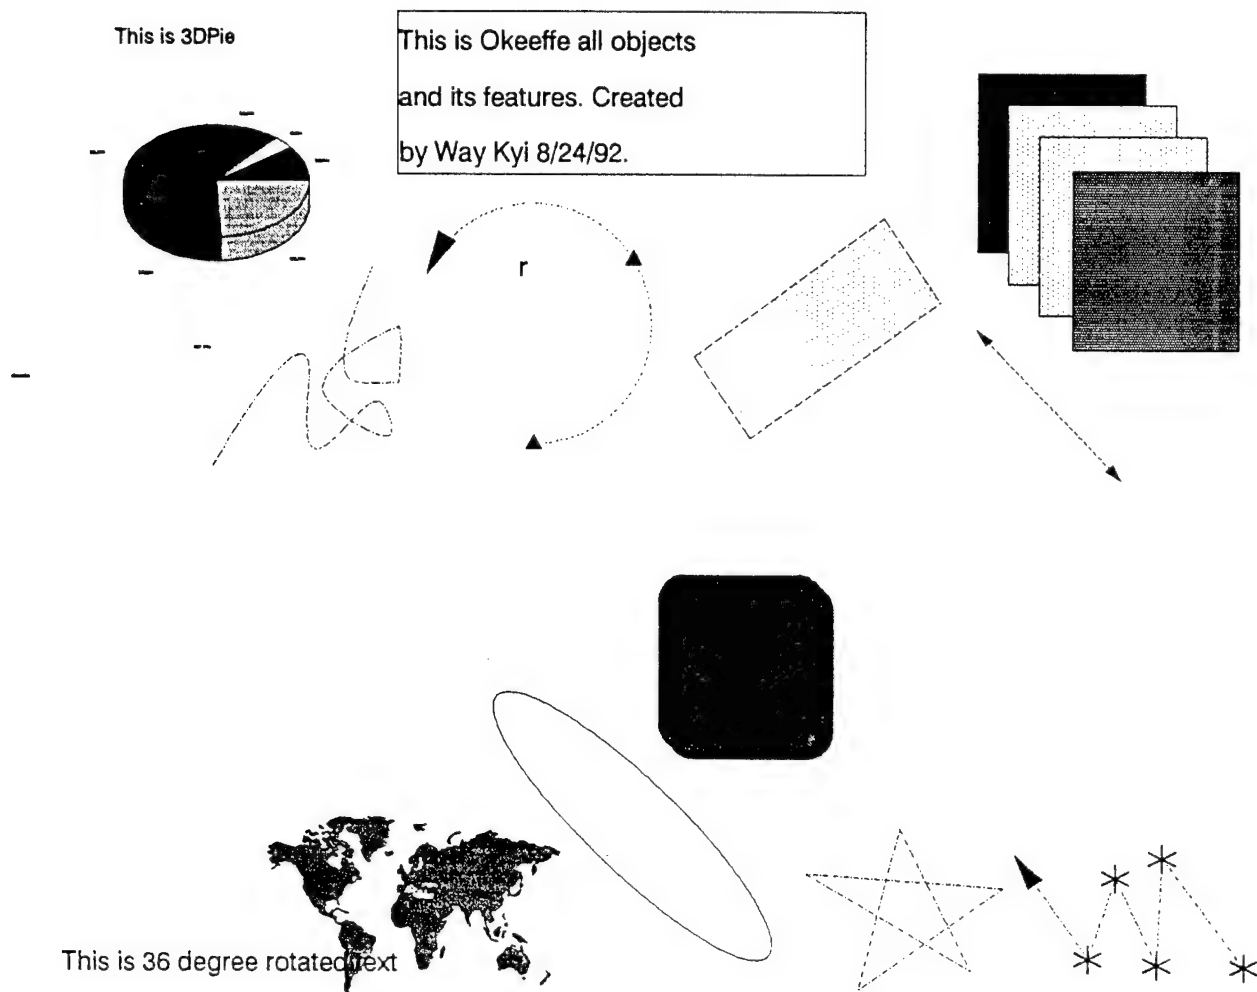 This is 3DPie
This is Okeeffe all objects
and its features. Created
by Way Kyi 8/24/92.
r
This is 36 degree rotated text